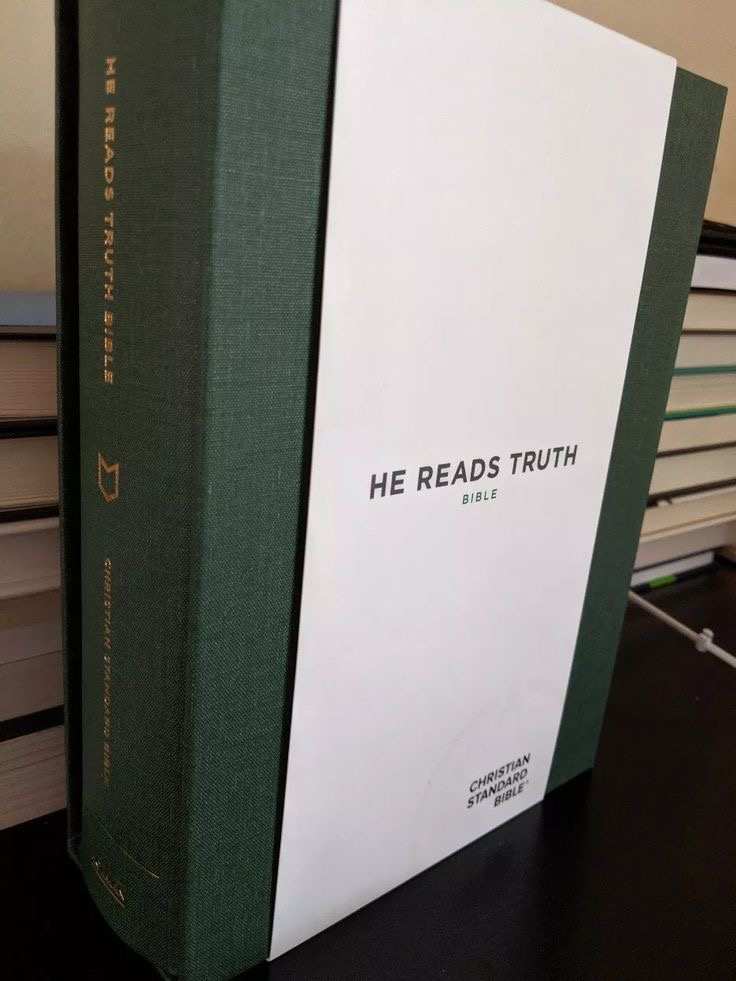 HE READS TRUTH BIBLE
CHRISTIAN STANDARD BIBLE
HE READS TRUTH
BIBLE
CHRISTIAN
STANDARD
BIBLE®